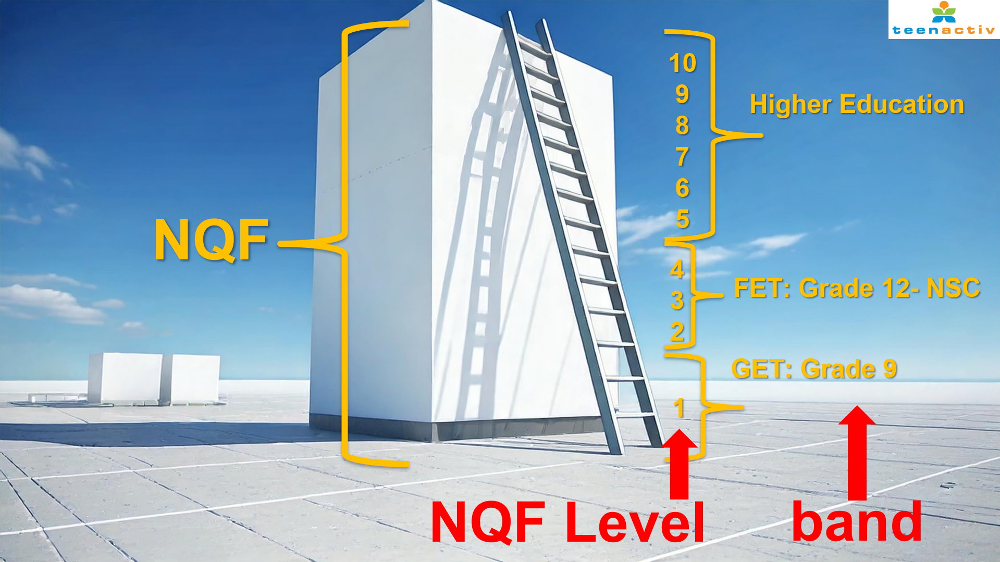 teenactiv
NQF
10
9
8
7
6
5
Higher Education
4
3
2
FET: Grade 12- NSC
GET: Grade 9
1
NQF Level
band